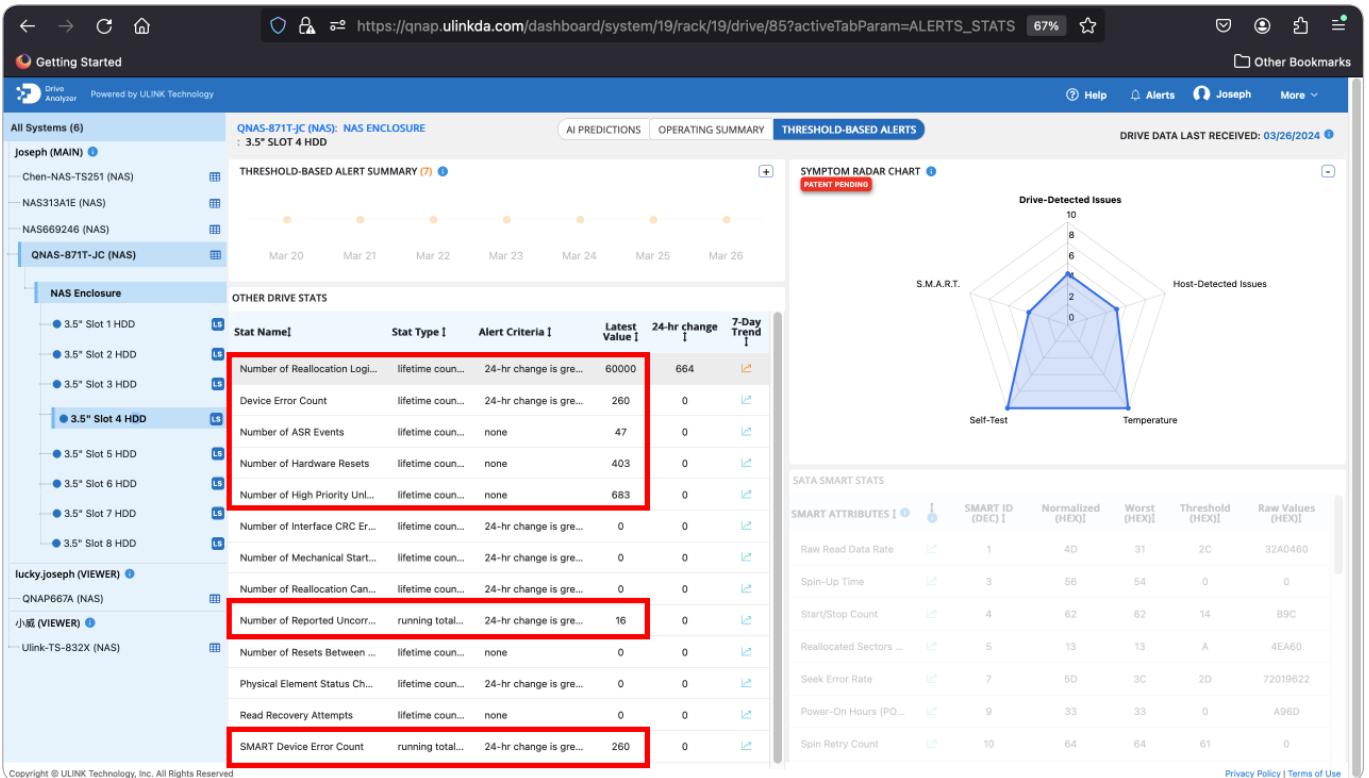 https://qnap.ulinkda.com/dashboard/system/19/rack/19/drive/85?activeTabParam=ALERTS_STATS 67%
Getting Started
Other Bookmarks
Drive Analyzer
Powered by ULINK Technology
Help
Alerts
Joseph
More
All Systems (6)
Joseph (MAIN)
Chen-NAS-TS251 (NAS)
NAS313A1E (NAS)
NAS669246 (NAS)
QNAS-871T-JC (NAS)
NAS Enclosure
3.5" Slot 1 HDD LS
3.5" Slot 2 HDD LS
3.5" Slot 3 HDD LS
3.5" Slot 4 HDD LS
3.5" Slot 5 HDD LS
3.5" Slot 6 HDD LS
3.5" Slot 7 HDD LS
3.5" Slot 8 HDD LS
lucky.joseph (VIEWER)
QNAP667A (NAS)
小威 (VIEWER)
Ulink-TS-832X (NAS)
QNAS-871T-JC (NAS): NAS ENCLOSURE
: 3.5" SLOT 4 HDD
AI PREDICTIONS
OPERATING SUMMARY
THRESHOLD-BASED ALERTS
DRIVE DATA LAST RECEIVED: 03/26/2024
THRESHOLD-BASED ALERT SUMMARY (7)
Mar 20 Mar 21 Mar 22 Mar 23 Mar 24 Mar 25 Mar 26
OTHER DRIVE STATS
Stat Name Stat Type Alert Criteria Latest Value 24-hr change 7-Day Trend
Number of Reallocation Logi... lifetime coun... 24-hr change is gre... 60000 664
Device Error Count lifetime coun... 24-hr change is gre... 260 0
Number of ASR Events lifetime coun... none 47 0
Number of Hardware Resets lifetime coun... none 403 0
Number of High Priority Unl... lifetime coun... none 683 0
Number of Interface CRC Er... lifetime coun... 24-hr change is gre... 0 0
Number of Mechanical Start... lifetime coun... 24-hr change is gre... 0 0
Number of Reallocation Can... lifetime coun... 24-hr change is gre... 0 0
Number of Reported Uncorr... running total... 24-hr change is gre... 16 0
Number of Resets Between ... lifetime coun... none 0 0
Physical Element Status Ch... lifetime coun... 24-hr change is gre... 0 0
Read Recovery Attempts lifetime coun... none 0 0
SMART Device Error Count running total... 24-hr change is gre... 260 0
SYMPTOM RADAR CHART
PATENT PENDING
Drive-Detected Issues
10
8
6
4
2
0
S.M.A.R.T.
Host-Detected Issues
Self-Test
Temperature
SATA SMART STATS
SMART ATTRIBUTES SMART ID (DEC) Normalized (HEX) Worst (HEX) Threshold (HEX) Raw Values (HEX)
Raw Read Data Rate 1 4D 31 2C 32A0460
Spin-Up Time 3 56 54 0 0
Start/Stop Count 4 62 62 14 B9C
Reallocated Sectors ... 5 13 13 A 4EA60
Seek Error Rate 7 5D 3C 2D 72019622
Power-On Hours (PO... 9 33 33 0 A96D
Spin Retry Count 10 64 64 61 0
Copyright © ULINK Technology, Inc. All Rights Reserved
Privacy Policy | Terms of Use